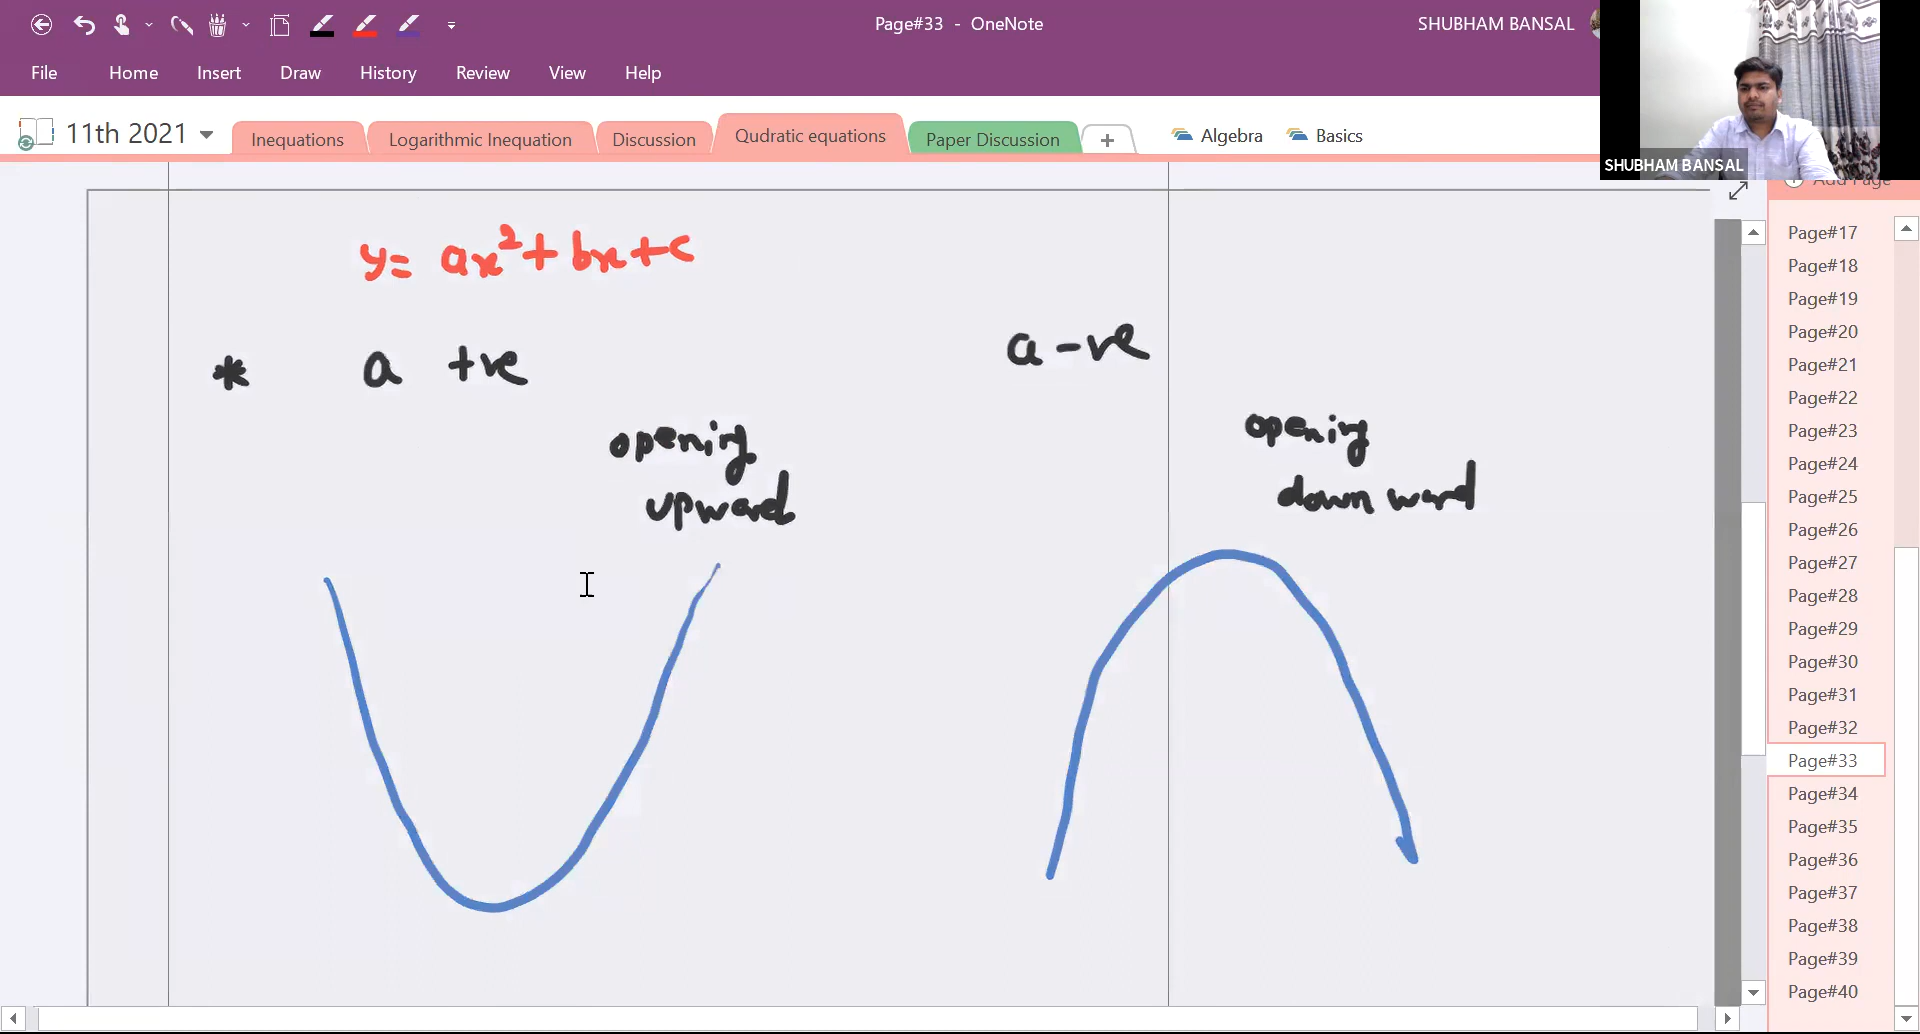 Page#33 - OneNote
SHUBHAM BANSAL
File Home Insert Draw History Review View Help
11th 2021
Inequations Logarithmic Inequation Discussion Qudratic equations Paper Discussion + Algebra Basics
SHUBHAM BANSAL
Add Page
y= ax²+bx+c
* a +ve
a -ve
opening
upward
opening
down ward
Page#17
Page#18
Page#19
Page#20
Page#21
Page#22
Page#23
Page#24
Page#25
Page#26
Page#27
Page#28
Page#29
Page#30
Page#31
Page#32
Page#33
Page#34
Page#35
Page#36
Page#37
Page#38
Page#39
Page#40